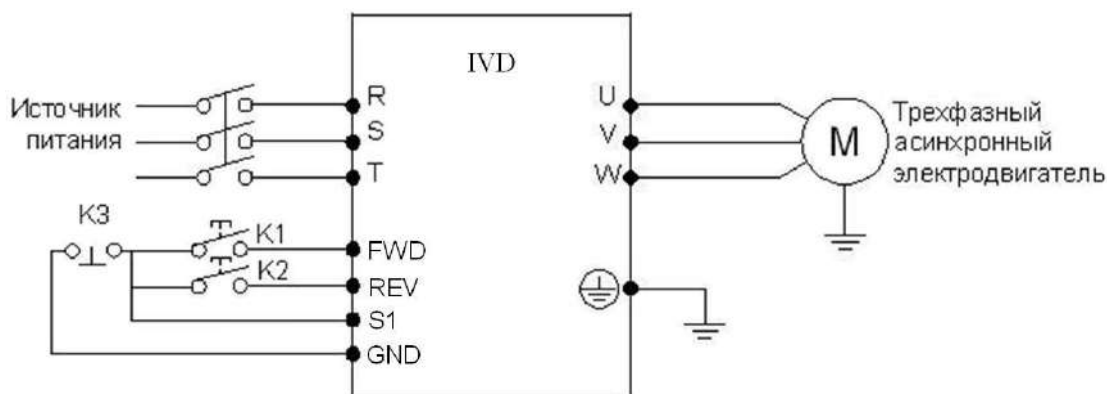 IVD
Источник
питания
R
S
T
U
V
W
M
Трехфазный
асинхронный
электродвигатель
K3
K1
K2
FWD
REV
S1
GND